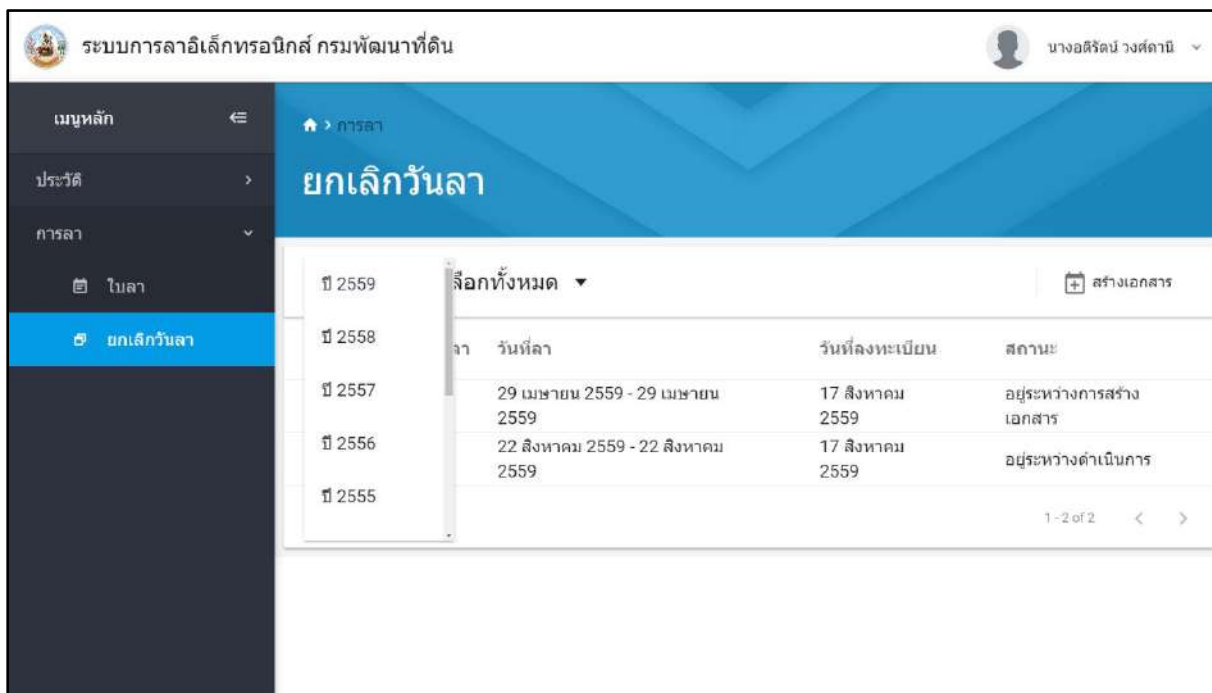 ระบบการลาอิเล็กทรอนิกส์ กรมพัฒนาที่ดิน
นางอติรัตน์ วงศ์ดานิ
เมนูหลัก
> การลา
ประวัติ
ยกเลิกวันลา
การลา
ใบลา
ยกเลิกวันลา
ปี 2559
ลือกทั้งหมด
สร้างเอกสาร
ปี 2558
ลา วันที่ลา วันที่ลงทะเบียน สถานะ
ปี 2557
29 เมษายน 2559 - 29 เมษายน
2559
17 สิงหาคม
2559
อยู่ระหว่างการสร้าง
เอกสาร
ปี 2556
22 สิงหาคม 2559 - 22 สิงหาคม
2559
17 สิงหาคม
2559
อยู่ระหว่างดำเนินการ
ปี 2555
1 - 2 of 2